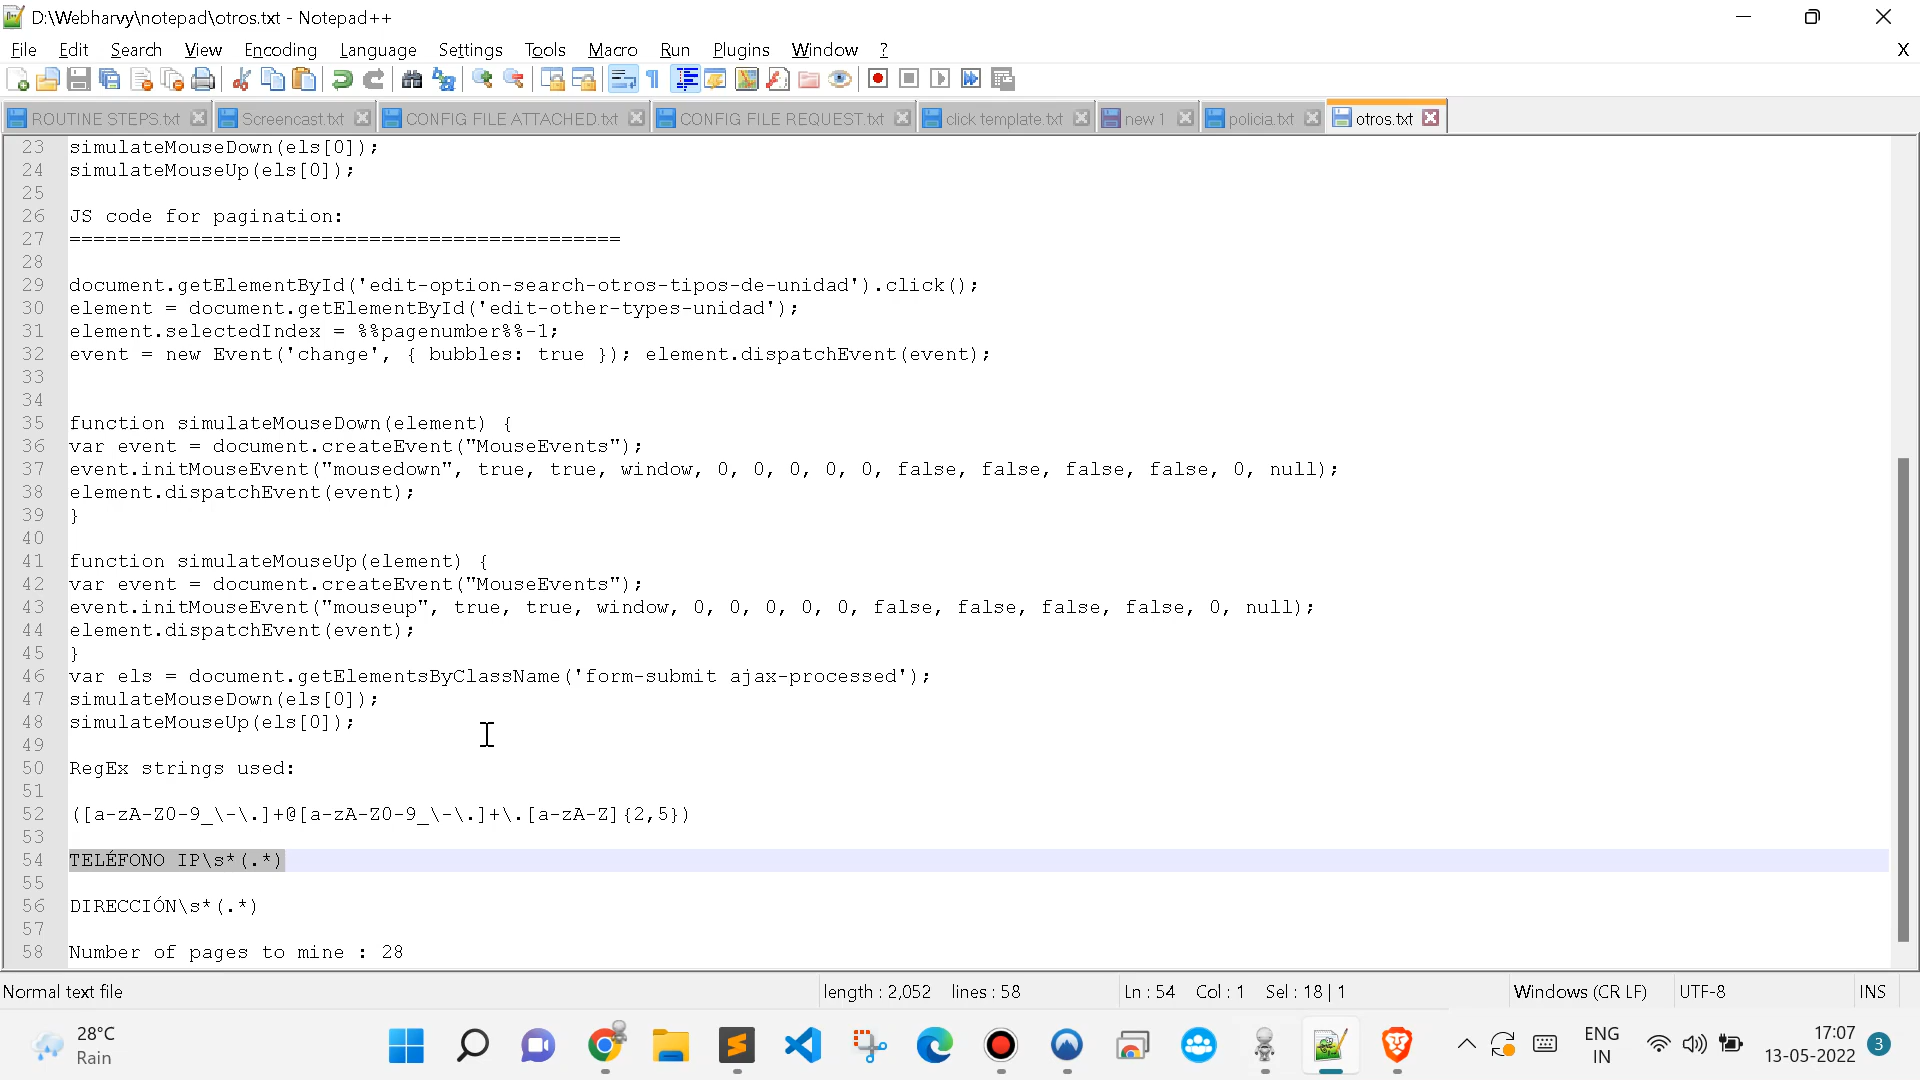 D:\Webharvy\notepad\otros.txt - Notepad++
File Edit Search View Encoding Language Settings Tools Macro Run Plugins Window ? X
ROUTINE STEPS.txt Screencast.txt CONFIG FILE ATTACHED.txt CONFIG FILE REQUEST.txt click template.txt new 1 policia.txt otros.txt
23 simulateMouseDown(els[0]);
24 simulateMouseUp(els[0]);
25
26 JS code for pagination:
27 ==============================================
28
29 document.getElementById('edit-option-search-otros-tipos-de-unidad').click();
30 element = document.getElementById('edit-other-types-unidad');
31 element.selectedIndex = %%pagenumber%%-1;
32 event = new Event('change', { bubbles: true }); element.dispatchEvent(event);
33
34
35 function simulateMouseDown(element) {
36 var event = document.createEvent("MouseEvents");
37 event.initMouseEvent("mousedown", true, true, window, 0, 0, 0, 0, 0, false, false, false, false, 0, null);
38 element.dispatchEvent(event);
39 }
40
41 function simulateMouseUp(element) {
42 var event = document.createEvent("MouseEvents");
43 event.initMouseEvent("mouseup", true, true, window, 0, 0, 0, 0, 0, false, false, false, false, 0, null);
44 element.dispatchEvent(event);
45 }
46 var els = document.getElementsByClassName('form-submit ajax-processed');
47 simulateMouseDown(els[0]);
48 simulateMouseUp(els[0]);
49
50 RegEx strings used:
51
52 ([a-zA-Z0-9_\-\.]+@[a-zA-Z0-9_\-\.]+\.[a-zA-Z]{2,5})
53
54 TELÉFONO IP\s*(.*)
55
56 DIRECCIÓN\s*(.*)
57
58 Number of pages to mine : 28
Normal text file length : 2,052 lines : 58 Ln : 54 Col : 1 Sel : 18 | 1 Windows (CR LF) UTF-8 INS
28°C
Rain
ENG
IN
17:07
13-05-2022
3